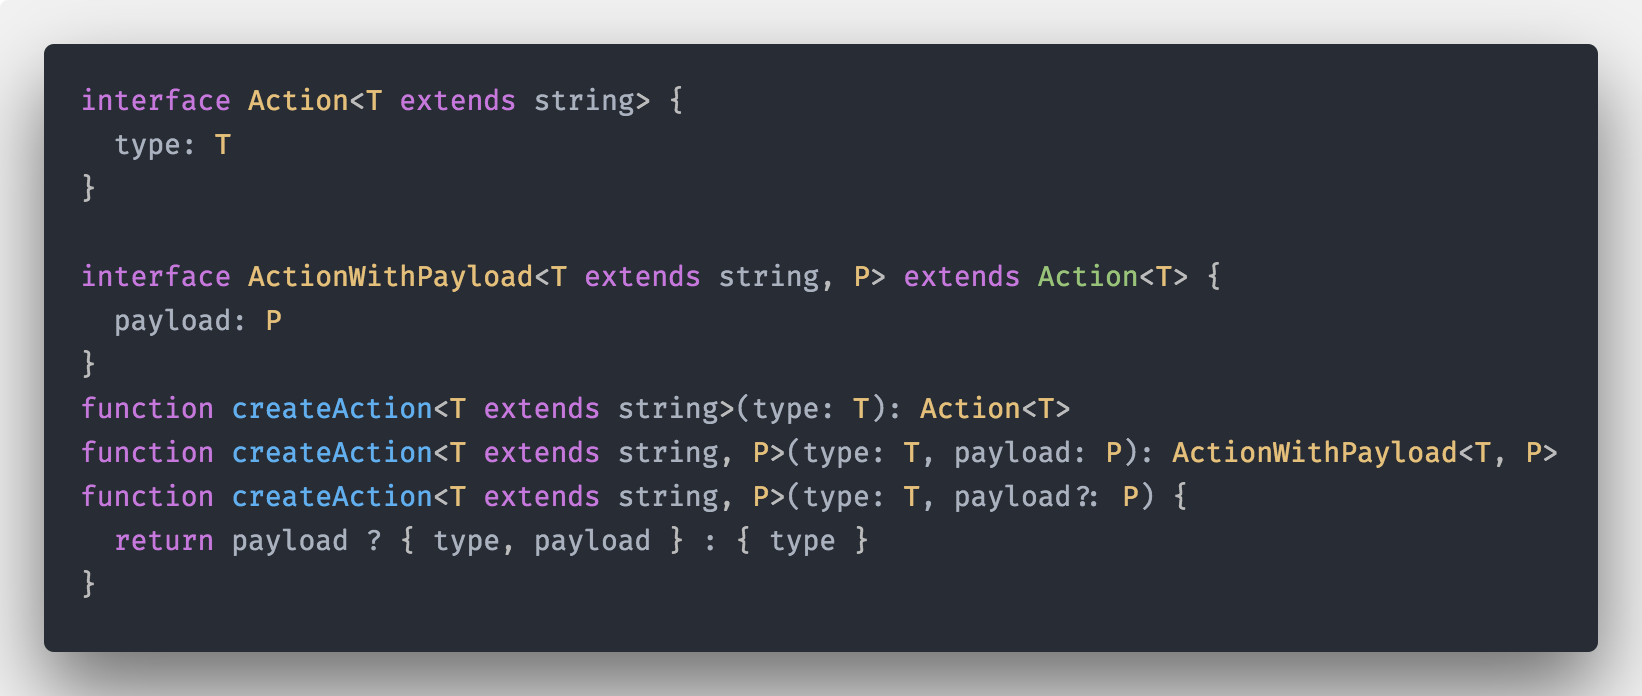 interface Action<T extends string> {
  type: T
}

interface ActionWithPayload<T extends string, P> extends Action<T> {
  payload: P
}
function createAction<T extends string>(type: T): Action<T>
function createAction<T extends string, P>(type: T, payload: P): ActionWithPayload<T, P>
function createAction<T extends string, P>(type: T, payload?: P) {
  return payload ? { type, payload } : { type }
}